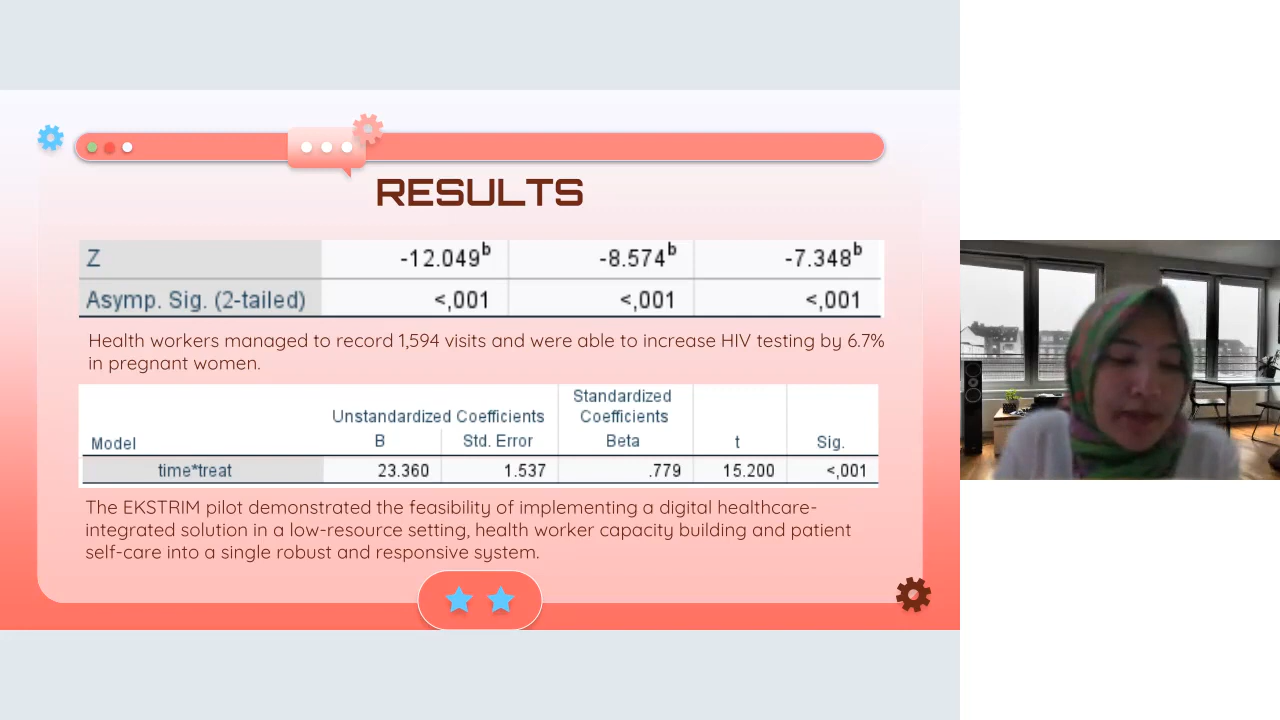 RESULTS
Z -12.049b -8.574b -7.348b
Asymp. Sig. (2-tailed) <,001 <,001 <,001
Health workers managed to record 1,594 visits and were able to increase HIV testing by 6.7%
in pregnant women.
Standardized
Unstandardized Coefficients Coefficients
Model B Std. Error Beta t Sig.
time*treat 23.360 1.537 .779 15.200 <,001
The EKSTRIM pilot demonstrated the feasibility of implementing a digital healthcare-
integrated solution in a low-resource setting, health worker capacity building and patient
self-care into a single robust and responsive system.